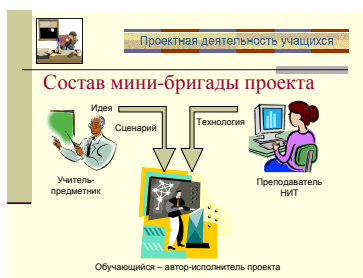 Проектная деятельность учащихся
Состав мини-бригады проекта
Идея
Сценарий
Технология
Учитель-
предметник
Преподаватель
НИТ
Обучающийся – автор-исполнитель проекта